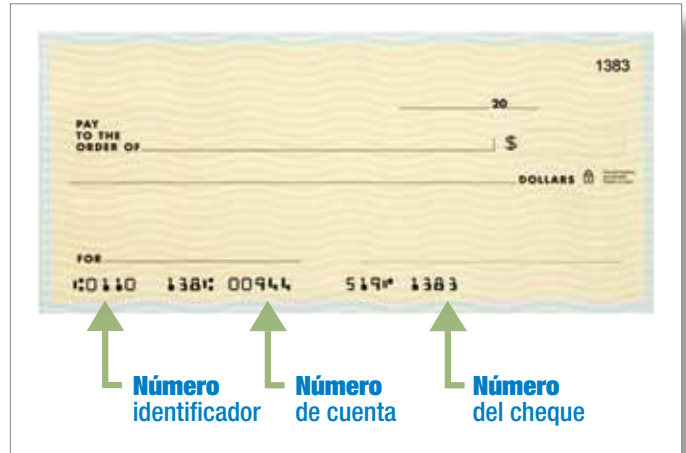 1383
20
PAY
TO THE
ORDER OF $
DOLLARS
FOR
⑆0110 138⑆ 00944 519⑈ 1383
Número
identificador
Número
de cuenta
Número
del cheque